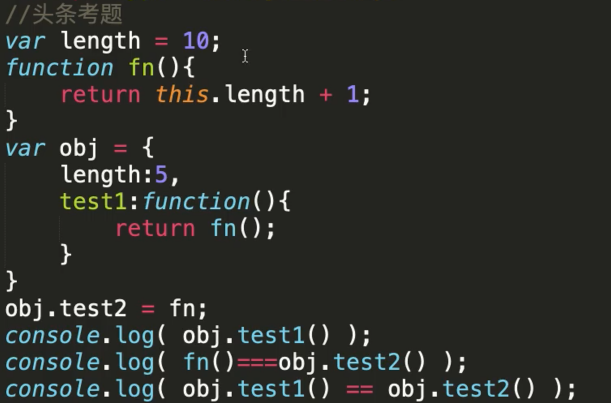 //头条考题
var length = 10;
function fn(){
    return this.length + 1;
}
var obj = {
    length:5,
    test1:function(){
        return fn();
    }
}
obj.test2 = fn;
console.log( obj.test1() );
console.log( fn()===obj.test2() );
console.log( obj.test1() == obj.test2() );